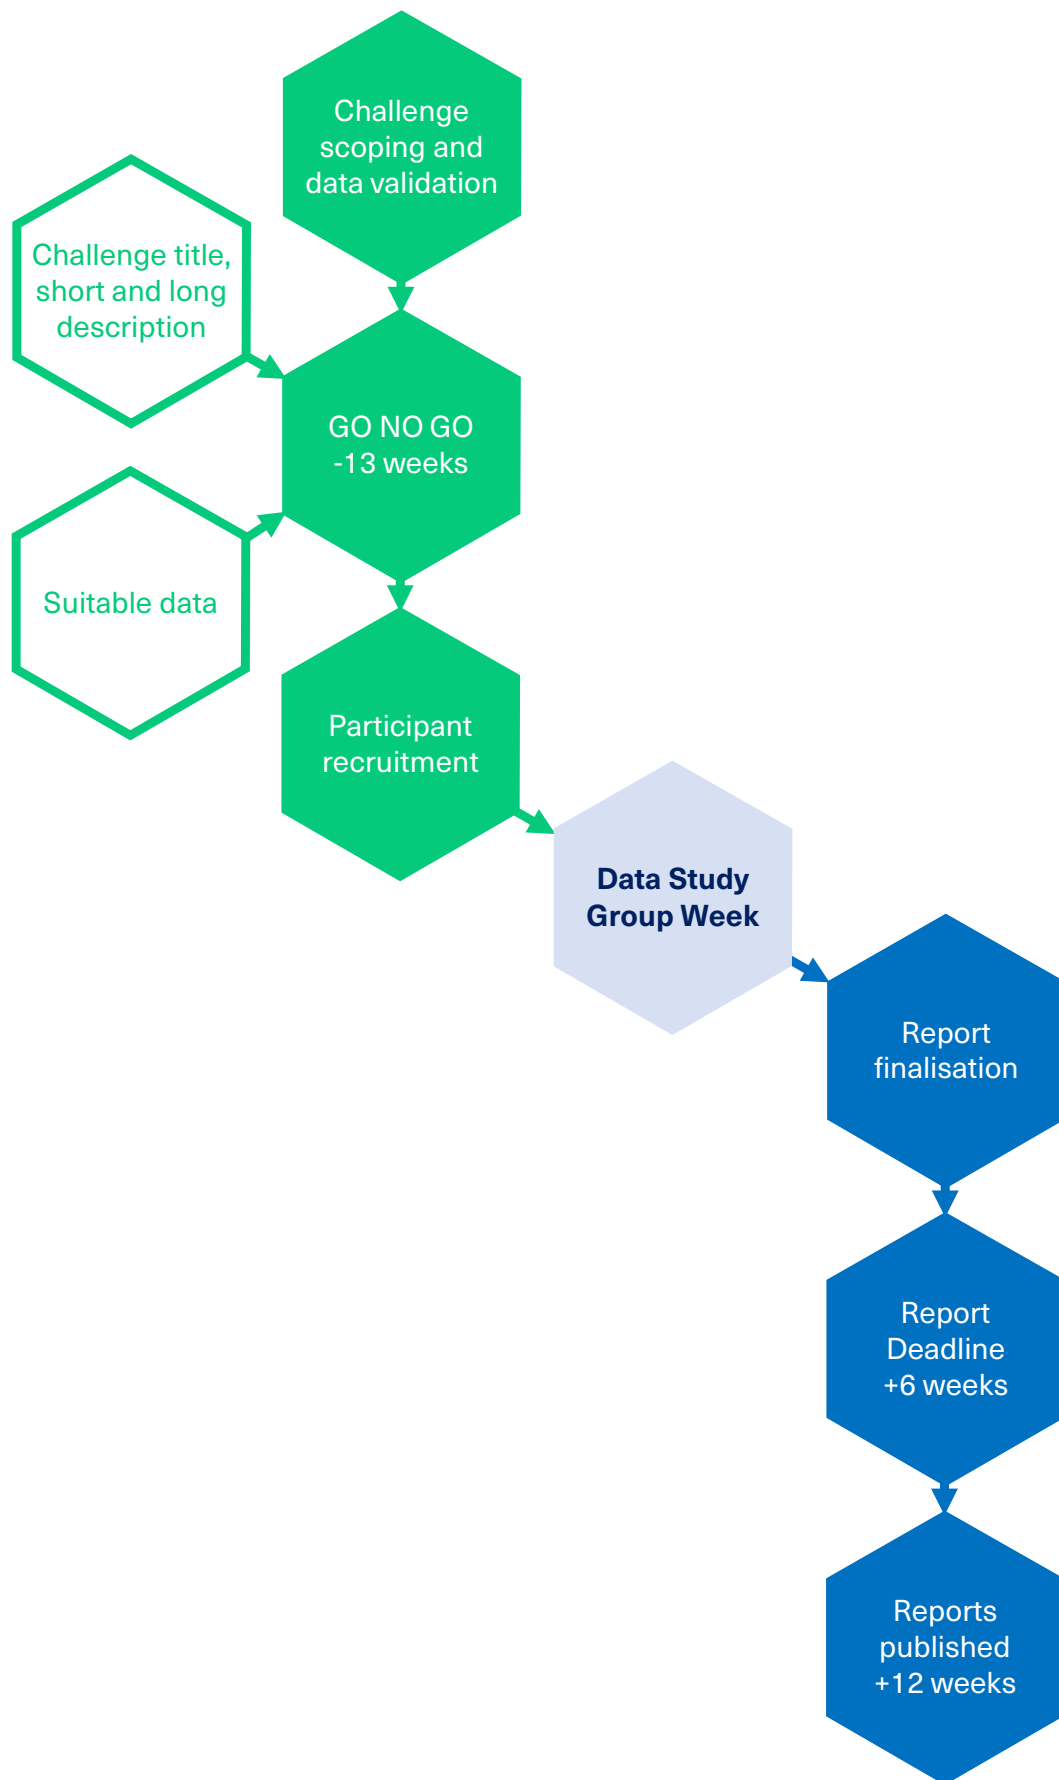 Challenge
scoping and
data validation
Challenge title,
short and long
description
GO NO GO
-13 weeks
Suitable data
Participant
recruitment
Data Study
Group Week
Report
finalisation
Report
Deadline
+6 weeks
Reports
published
+12 weeks